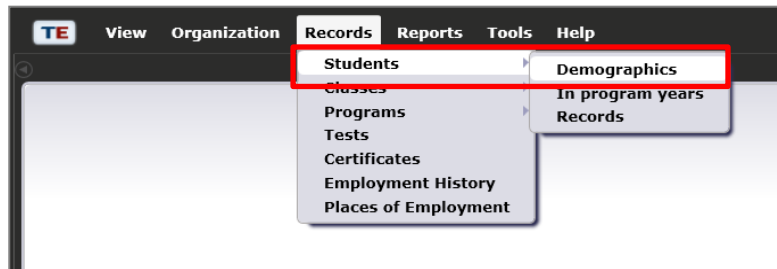 TE View Organization Records Reports Tools Help
Students Demographics
Classes In program years
Programs Records
Tests
Certificates
Employment History
Places of Employment